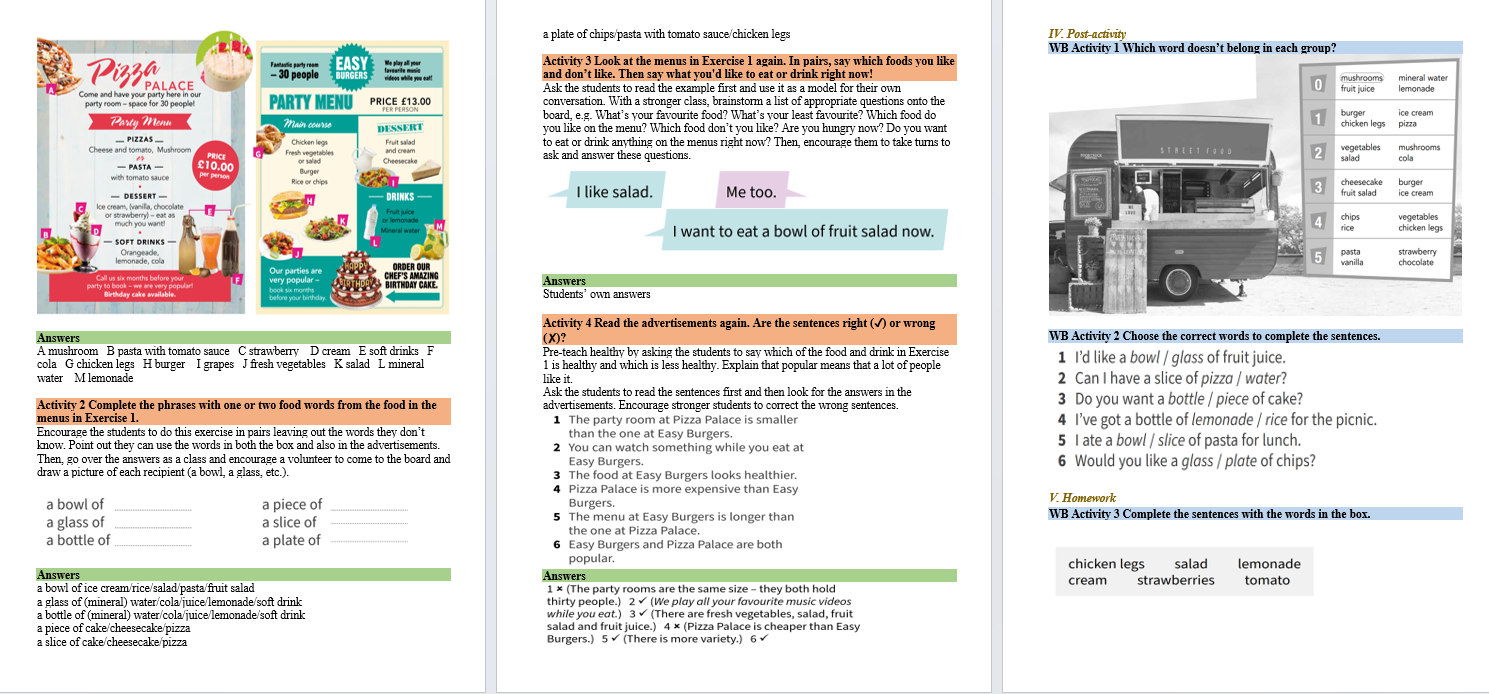 Pizza
PALACE
Come and have your party here in our
party room – space for 30 people!
Party Menu
— PIZZAS —
Cheese and tomato, Mushroom
or
— PASTA —
with tomato sauce
— DESSERT —
Ice cream, (vanilla, chocolate
or strawberry) – eat as
much you want!
— SOFT DRINKS —
Orangeade,
lemonade, cola
PRICE
£10.00
per person
Call us six months before your
party to book – we are very popular!
Birthday cake available.
A
B
C
D
E
F
Fantastic party room
– 30 people
EASY
BURGERS
We play all your
favourite music
videos while you eat!
PARTY MENU
PRICE £13.00
PER PERSON
Main course
Chicken legs
Fresh vegetables
or salad
Burger
Rice or chips
DESSERT
Fruit salad
and cream
Cheesecake
DRINKS
Fruit juice
or lemonade
Mineral water
G
H
I
J
K
L
M
Our parties are
very popular –
book six months
before your birthday.
HAPPY
BIRTHDAY
ORDER OUR
CHEF'S AMAZING
BIRTHDAY CAKE.
Answers
A mushroom B pasta with tomato sauce C strawberry D cream E soft drinks F
cola G chicken legs H burger I grapes J fresh vegetables K salad L mineral
water M lemonade
Activity 2 Complete the phrases with one or two food words from the food in the
menus in Exercise 1.
Encourage the students to do this exercise in pairs leaving out the words they don't
know. Point out they can use the words in both the box and also in the advertisements.
Then, go over the answers as a class and encourage a volunteer to come to the board and
draw a picture of each recipient (a bowl, a glass, etc.).
a bowl of
a glass of
a bottle of
a piece of
a slice of
a plate of
Answers
a bowl of ice cream/rice/salad/pasta/fruit salad
a glass of (mineral) water/cola/juice/lemonade/soft drink
a bottle of (mineral) water/cola/juice/lemonade/soft drink
a piece of cake/cheesecake/pizza
a slice of cake/cheesecake/pizza
a plate of chips/pasta with tomato sauce/chicken legs
Activity 3 Look at the menus in Exercise 1 again. In pairs, say which foods you like
and don't like. Then say what you'd like to eat or drink right now!
Ask the students to read the example first and use it as a model for their own
conversation. With a stronger class, brainstorm a list of appropriate questions onto the
board, e.g. What's your favourite food? What's your least favourite? Which food do
you like on the menu? Which food don't you like? Are you hungry now? Do you want
to eat or drink anything on the menus right now? Then, encourage them to take turns to
ask and answer these questions.
I like salad.
Me too.
I want to eat a bowl of fruit salad now.
Answers
Students' own answers
Activity 4 Read the advertisements again. Are the sentences right (✓) or wrong
(✗)?
Pre-teach healthy by asking the students to say which of the food and drink in Exercise
1 is healthy and which is less healthy. Explain that popular means that a lot of people
like it.
Ask the students to read the sentences first and then look for the answers in the
advertisements. Encourage stronger students to correct the wrong sentences.
1 The party room at Pizza Palace is smaller
than the one at Easy Burgers.
2 You can watch something while you eat at
Easy Burgers.
3 The food at Easy Burgers looks healthier.
4 Pizza Palace is more expensive than Easy
Burgers.
5 The menu at Easy Burgers is longer than
the one at Pizza Palace.
6 Easy Burgers and Pizza Palace are both
popular.
Answers
1 ✗ (The party rooms are the same size – they both hold
thirty people.) 2 ✓ (We play all your favourite music videos
while you eat.) 3 ✓ (There are fresh vegetables, salad, fruit
salad and fruit juice.) 4 ✗ (Pizza Palace is cheaper than Easy
Burgers.) 5 ✓ (There is more variety.) 6 ✓
IV. Post-activity
WB Activity 1 Which word doesn't belong in each group?
STREET FOOD
0 mushrooms mineral water
fruit juice lemonade
1 burger ice cream
chicken legs pizza
2 vegetables mushrooms
salad cola
3 cheesecake burger
fruit salad ice cream
4 chips vegetables
rice chicken legs
5 pasta strawberry
vanilla chocolate
WB Activity 2 Choose the correct words to complete the sentences.
1 I'd like a bowl / glass of fruit juice.
2 Can I have a slice of pizza / water?
3 Do you want a bottle / piece of cake?
4 I've got a bottle of lemonade / rice for the picnic.
5 I ate a bowl / slice of pasta for lunch.
6 Would you like a glass / plate of chips?
V. Homework
WB Activity 3 Complete the sentences with the words in the box.
chicken legs salad lemonade
cream strawberries tomato